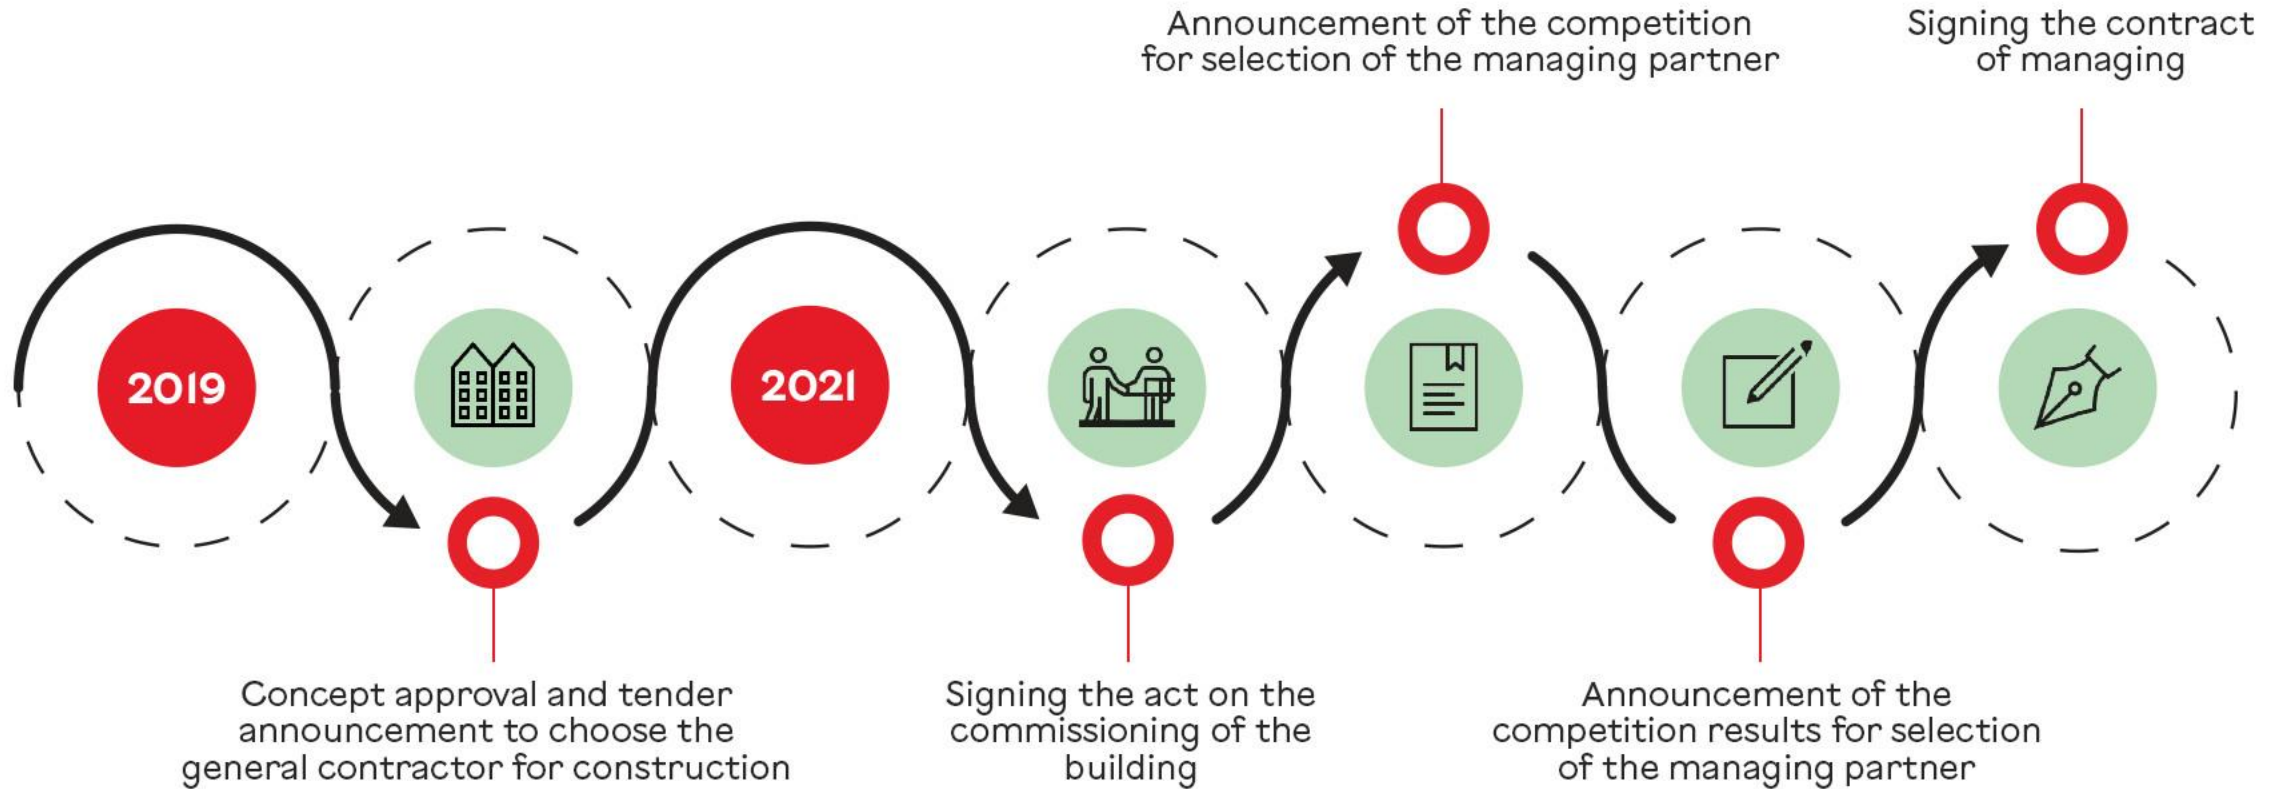 Announcement of the competition
for selection of the managing partner
Signing the contract
of managing
2019
2021
Concept approval and tender
announcement to choose the
general contractor for construction
Signing the act on the
commissioning of the
building
Announcement of the
competition results for selection
of the managing partner